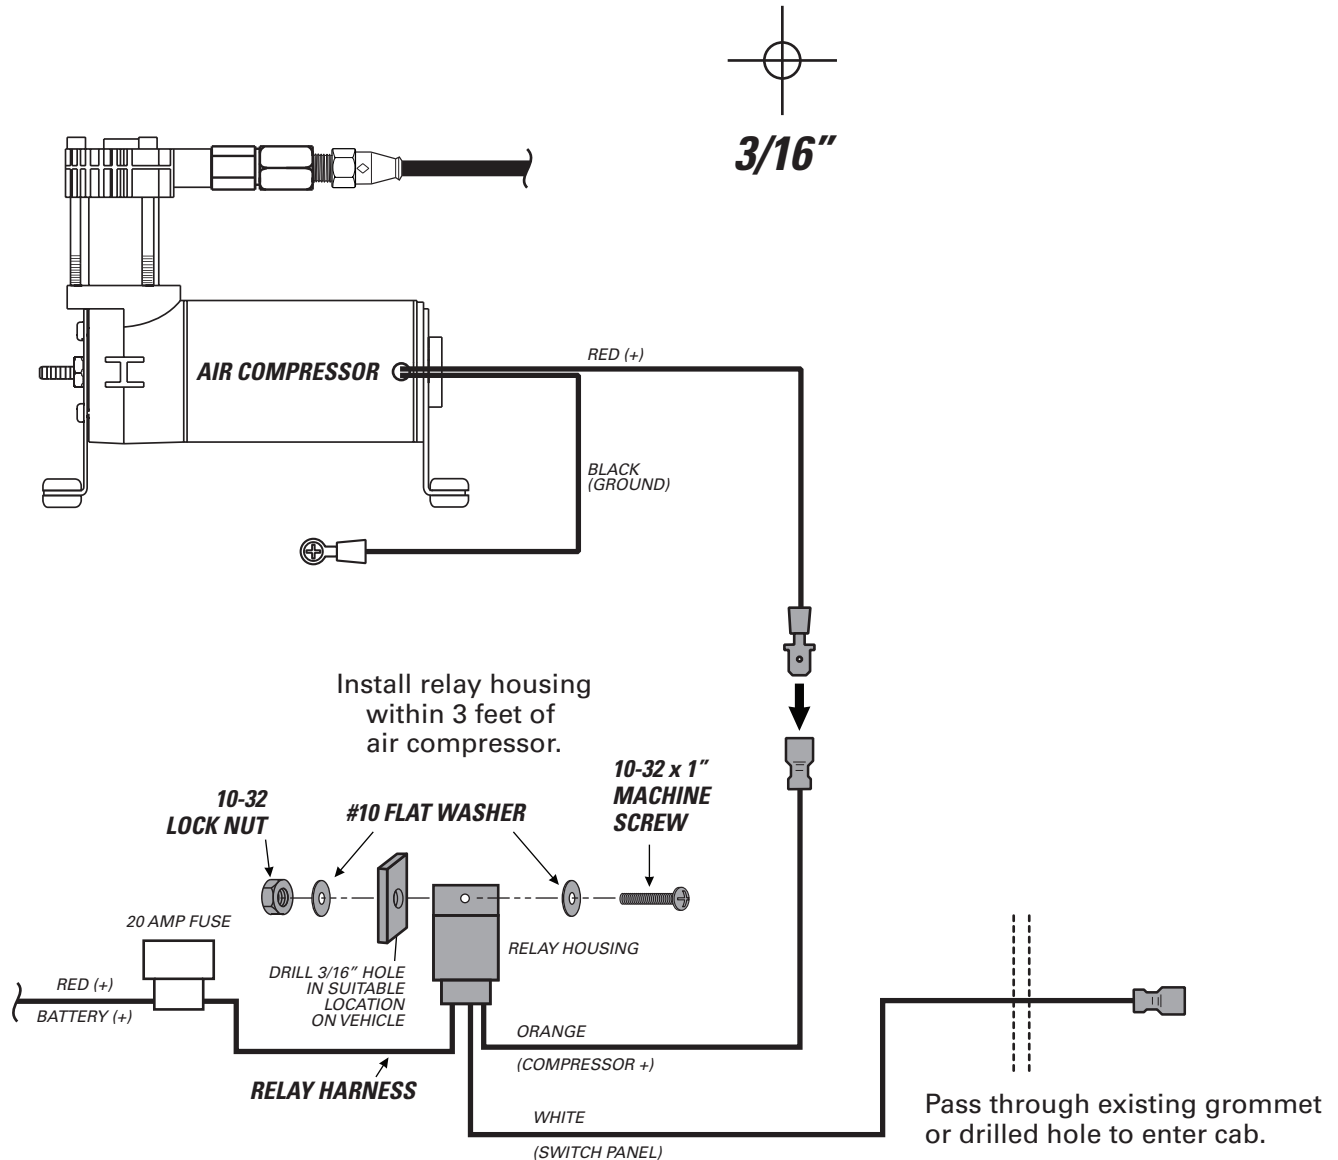 3/16”
AIR COMPRESSOR
RED (+)
BLACK
(GROUND)
Install relay housing
within 3 feet of
air compressor.
10-32
LOCK NUT
#10 FLAT WASHER
10-32 x 1”
MACHINE
SCREW
20 AMP FUSE
RELAY HOUSING
DRILL 3/16” HOLE
IN SUITABLE
LOCATION
ON VEHICLE
RED (+)
BATTERY (+)
ORANGE
(COMPRESSOR +)
RELAY HARNESS
WHITE
(SWITCH PANEL)
Pass through existing grommet
or drilled hole to enter cab.